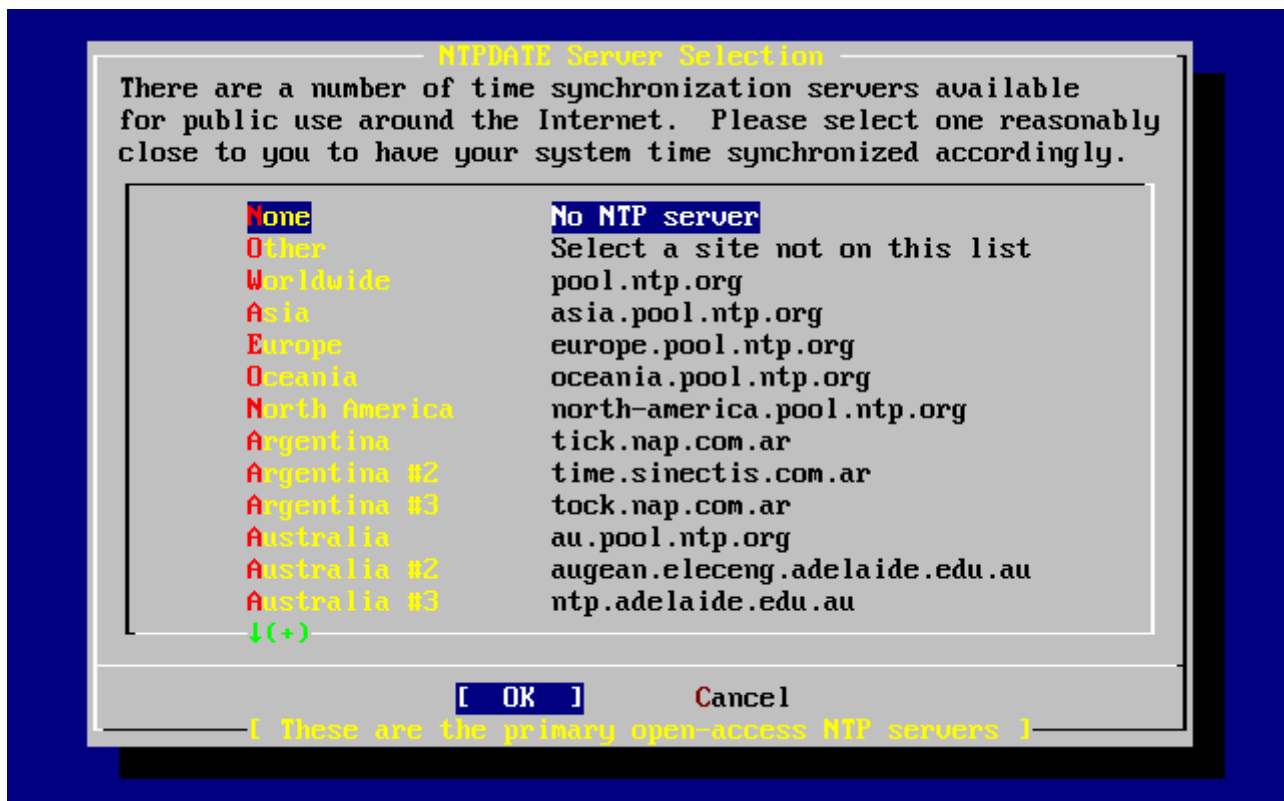 NTPDATE Server Selection
There are a number of time synchronization servers available
for public use around the Internet.  Please select one reasonably
close to you to have your system time synchronized accordingly.
None No NTP server
Other Select a site not on this list
Worldwide pool.ntp.org
Asia asia.pool.ntp.org
Europe europe.pool.ntp.org
Oceania oceania.pool.ntp.org
North America north-america.pool.ntp.org
Argentina tick.nap.com.ar
Argentina #2 time.sinectis.com.ar
Argentina #3 tock.nap.com.ar
Australia au.pool.ntp.org
Australia #2 augean.eleceng.adelaide.edu.au
Australia #3 ntp.adelaide.edu.au
↓(+)
[ OK ] Cancel
[ These are the primary open-access NTP servers ]